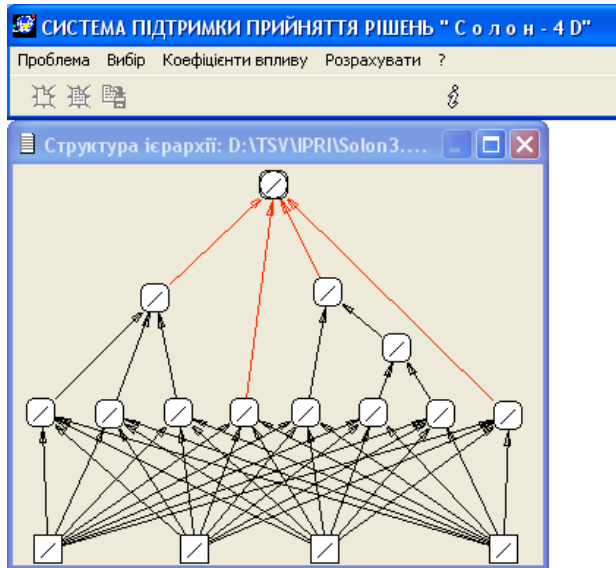 СИСТЕМА ПІДТРИМКИ ПРИЙНЯТТЯ РІШЕНЬ " С о л о н - 4 D"
Проблема Вибір Коефіцієнти впливу Розрахувати ?
Структура ієрархії: D:\TSV\IPRI\Solon3....